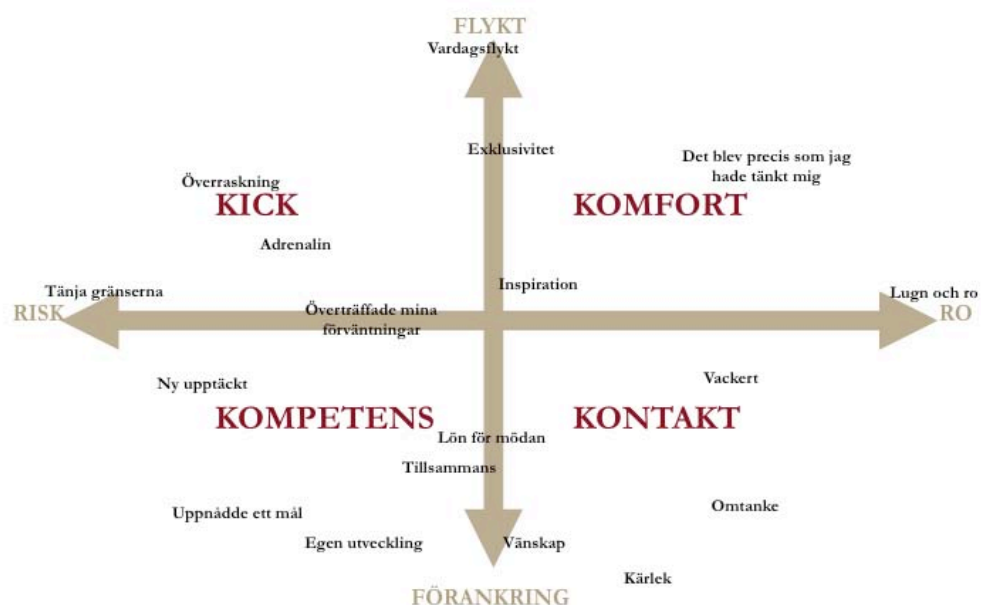 FLYKT
Vardagsflykt
Exklusivitet
Det blev precis som jag
hade tänkt mig
Överraskning
KICK
KOMFORT
Adrenalin
Inspiration
Tänja gränserna
Lugn och ro
RISK
Överträffade mina
förväntningar
RO
Ny upptäckt
Vackert
KOMPETENS
KONTAKT
Lön för mödan
Tillsammans
Uppnådde ett mål
Omtanke
Egen utveckling
Vänskap
Kärlek
FÖRANKRING